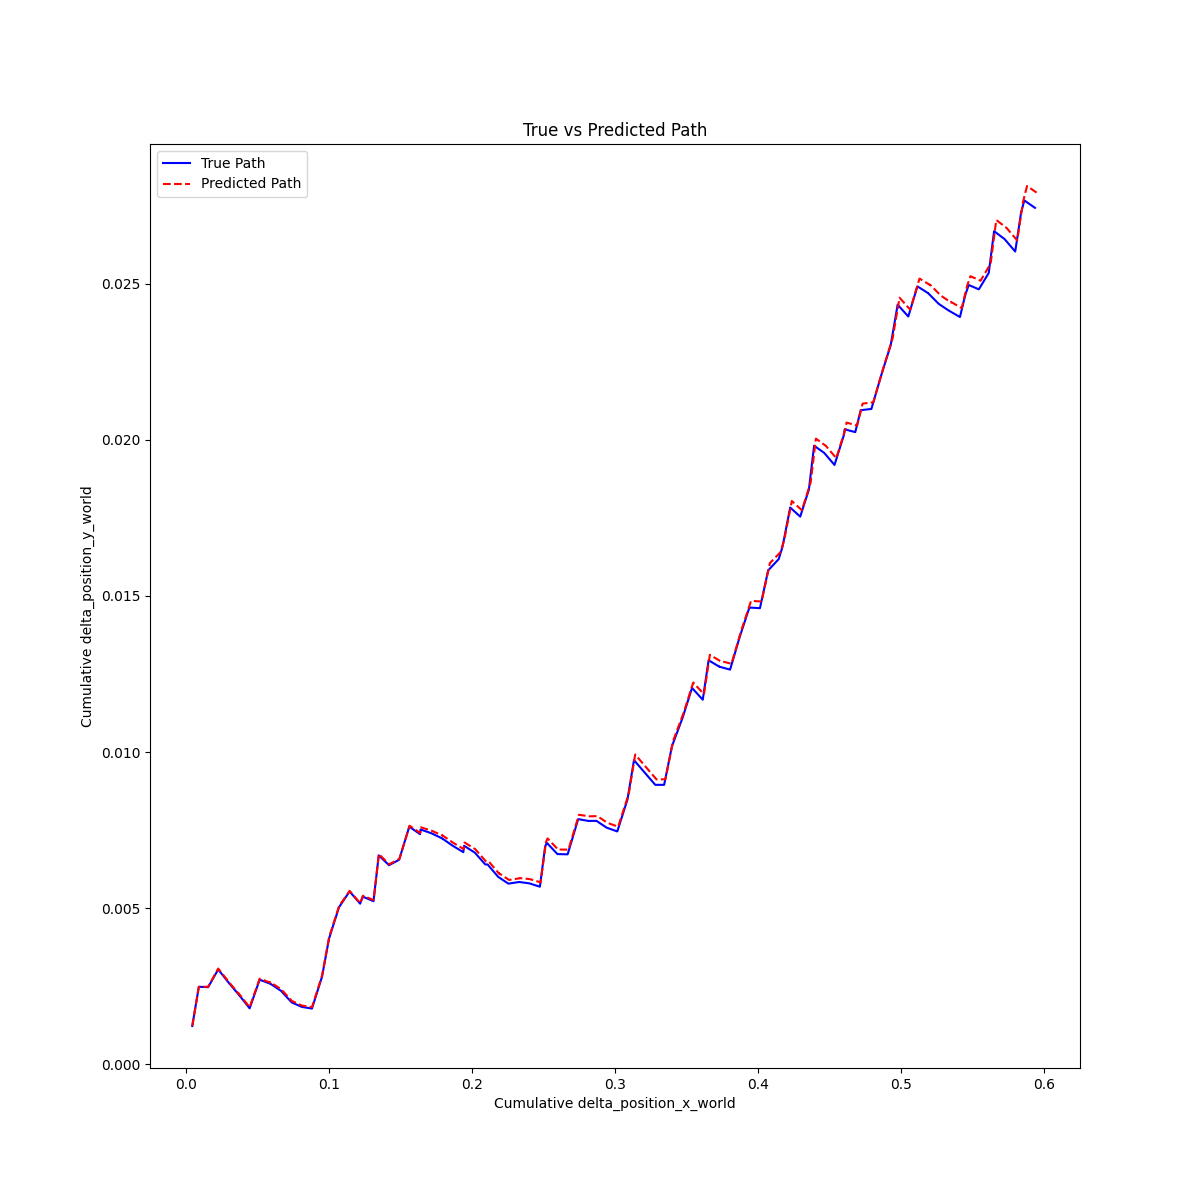 True vs Predicted Path
True Path
Predicted Path
0.025
0.020
0.015
0.010
0.005
0.000
Cumulative delta_position_y_world
0.0 0.1 0.2 0.3 0.4 0.5 0.6
Cumulative delta_position_x_world